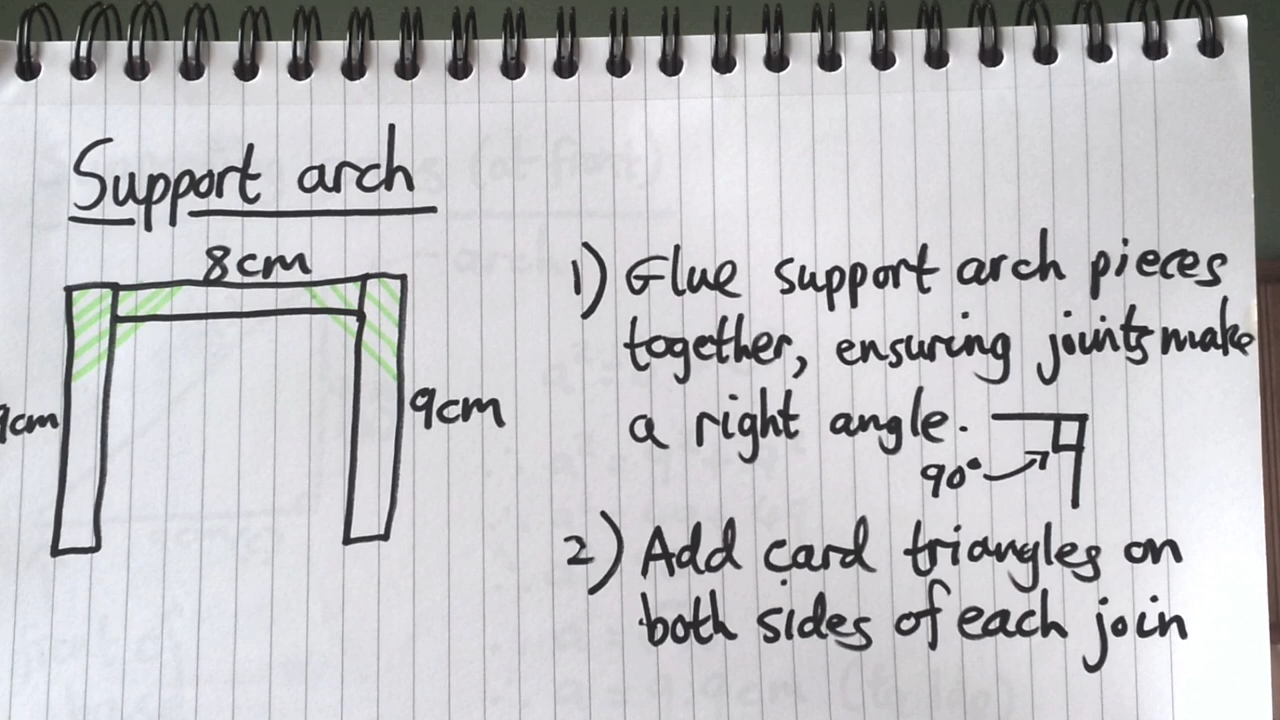 Support arch
8cm
9cm
9cm
1) Glue support arch pieces
together, ensuring joints make
a right angle.
90°
2) Add card triangles on
both sides of each join